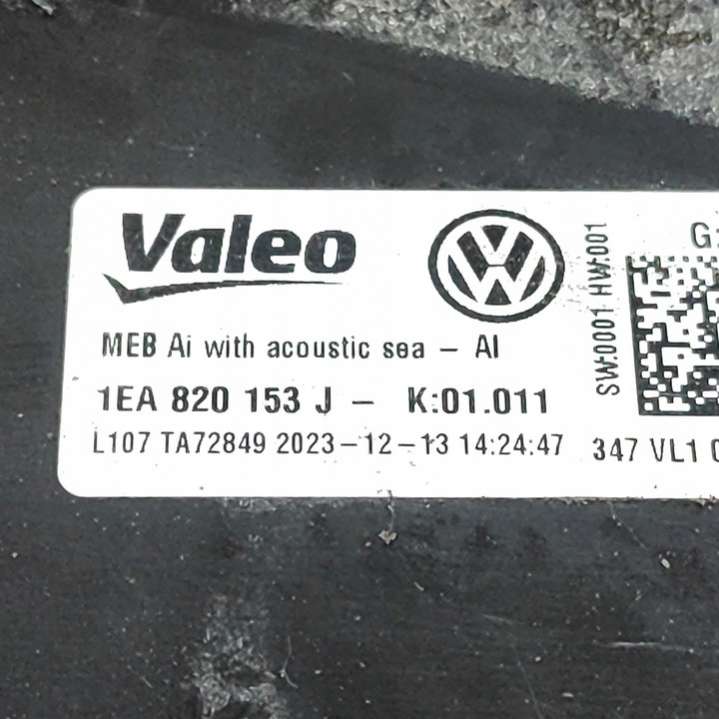 Valeo
MEB Ai with acoustic sea - AI
1EA 820 153 J - K:01.011
L107 TA72849 2023-12-13 14:24:47 347 VL1
SW:0001 HW:001
G: